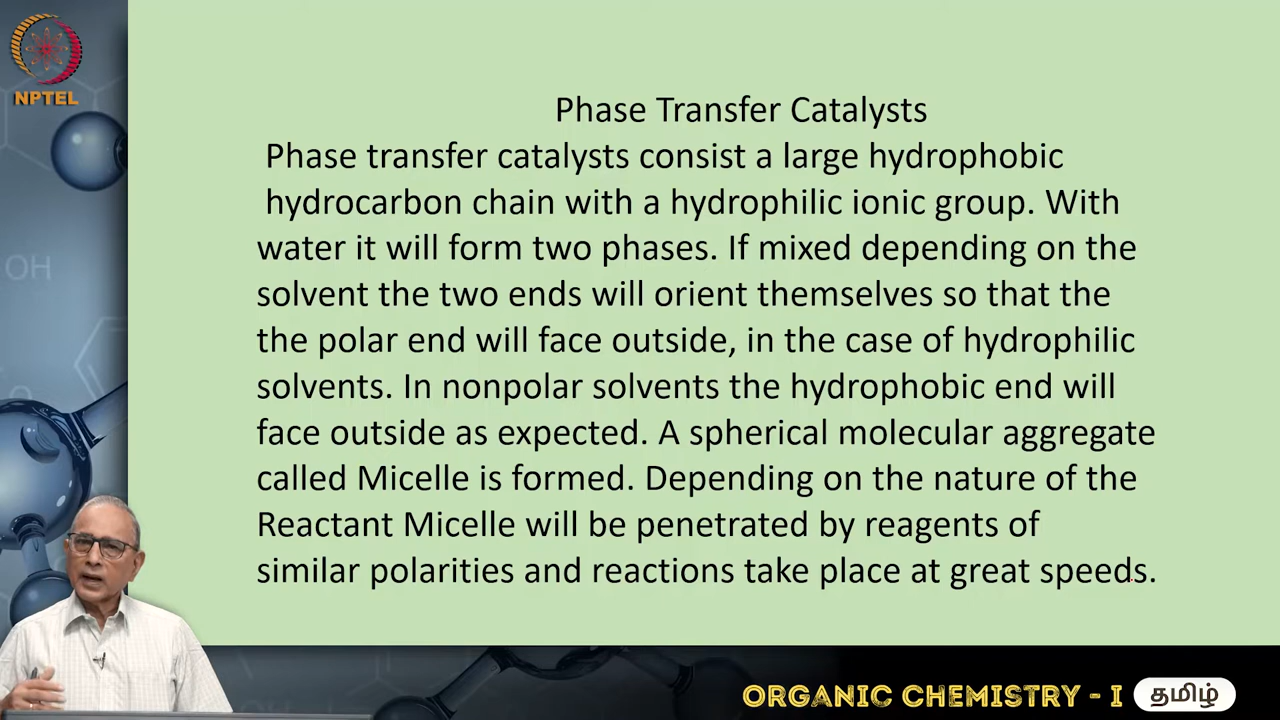 NPTEL
Phase Transfer Catalysts
Phase transfer catalysts consist a large hydrophobic
hydrocarbon chain with a hydrophilic ionic group. With
water it will form two phases. If mixed depending on the
solvent the two ends will orient themselves so that the
the polar end will face outside, in the case of hydrophilic
solvents. In nonpolar solvents the hydrophobic end will
face outside as expected. A spherical molecular aggregate
called Micelle is formed. Depending on the nature of the
Reactant Micelle will be penetrated by reagents of
similar polarities and reactions take place at great speeds.
OH
ORGANIC CHEMISTRY - I தமிழ்